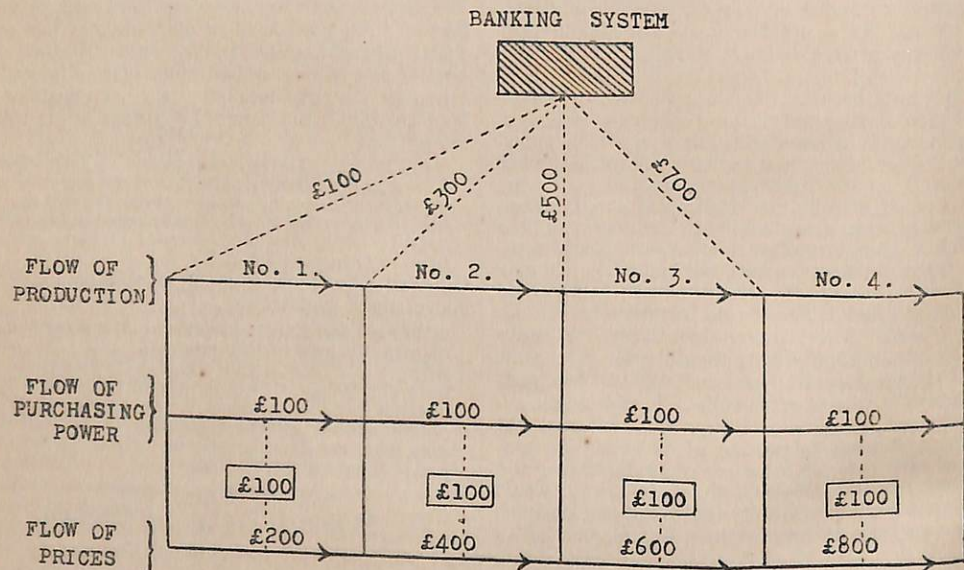 BANKING SYSTEM
£100
£300
£500
£700
FLOW OF
PRODUCTION
No. 1.
No. 2.
No. 3.
No. 4.
FLOW OF
PURCHASING
POWER
£100
£100
£100
£100
£100
£100
£100
£100
FLOW OF
PRICES
£200
£400
£600
£800